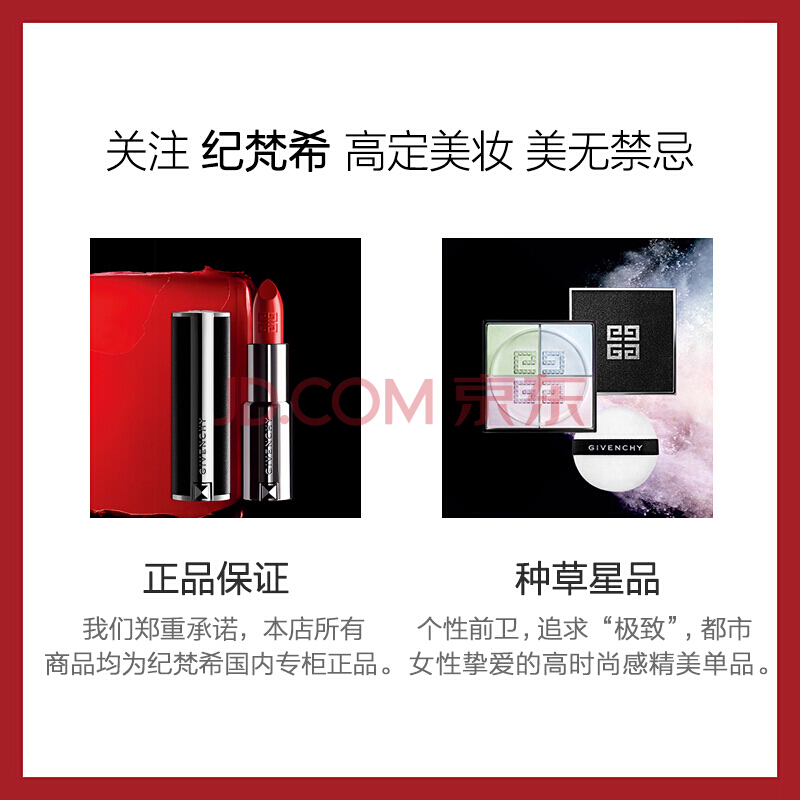 关注 纪梵希 高定美妆 美无禁忌
GIVENCHY
GIVENCHY
GIVENCHY
JD.COM 京东
正品保证
我们郑重承诺，本店所有
商品均为纪梵希国内专柜正品。
种草星品
个性前卫，追求“极致”，都市
女性挚爱的高时尚感精美单品。